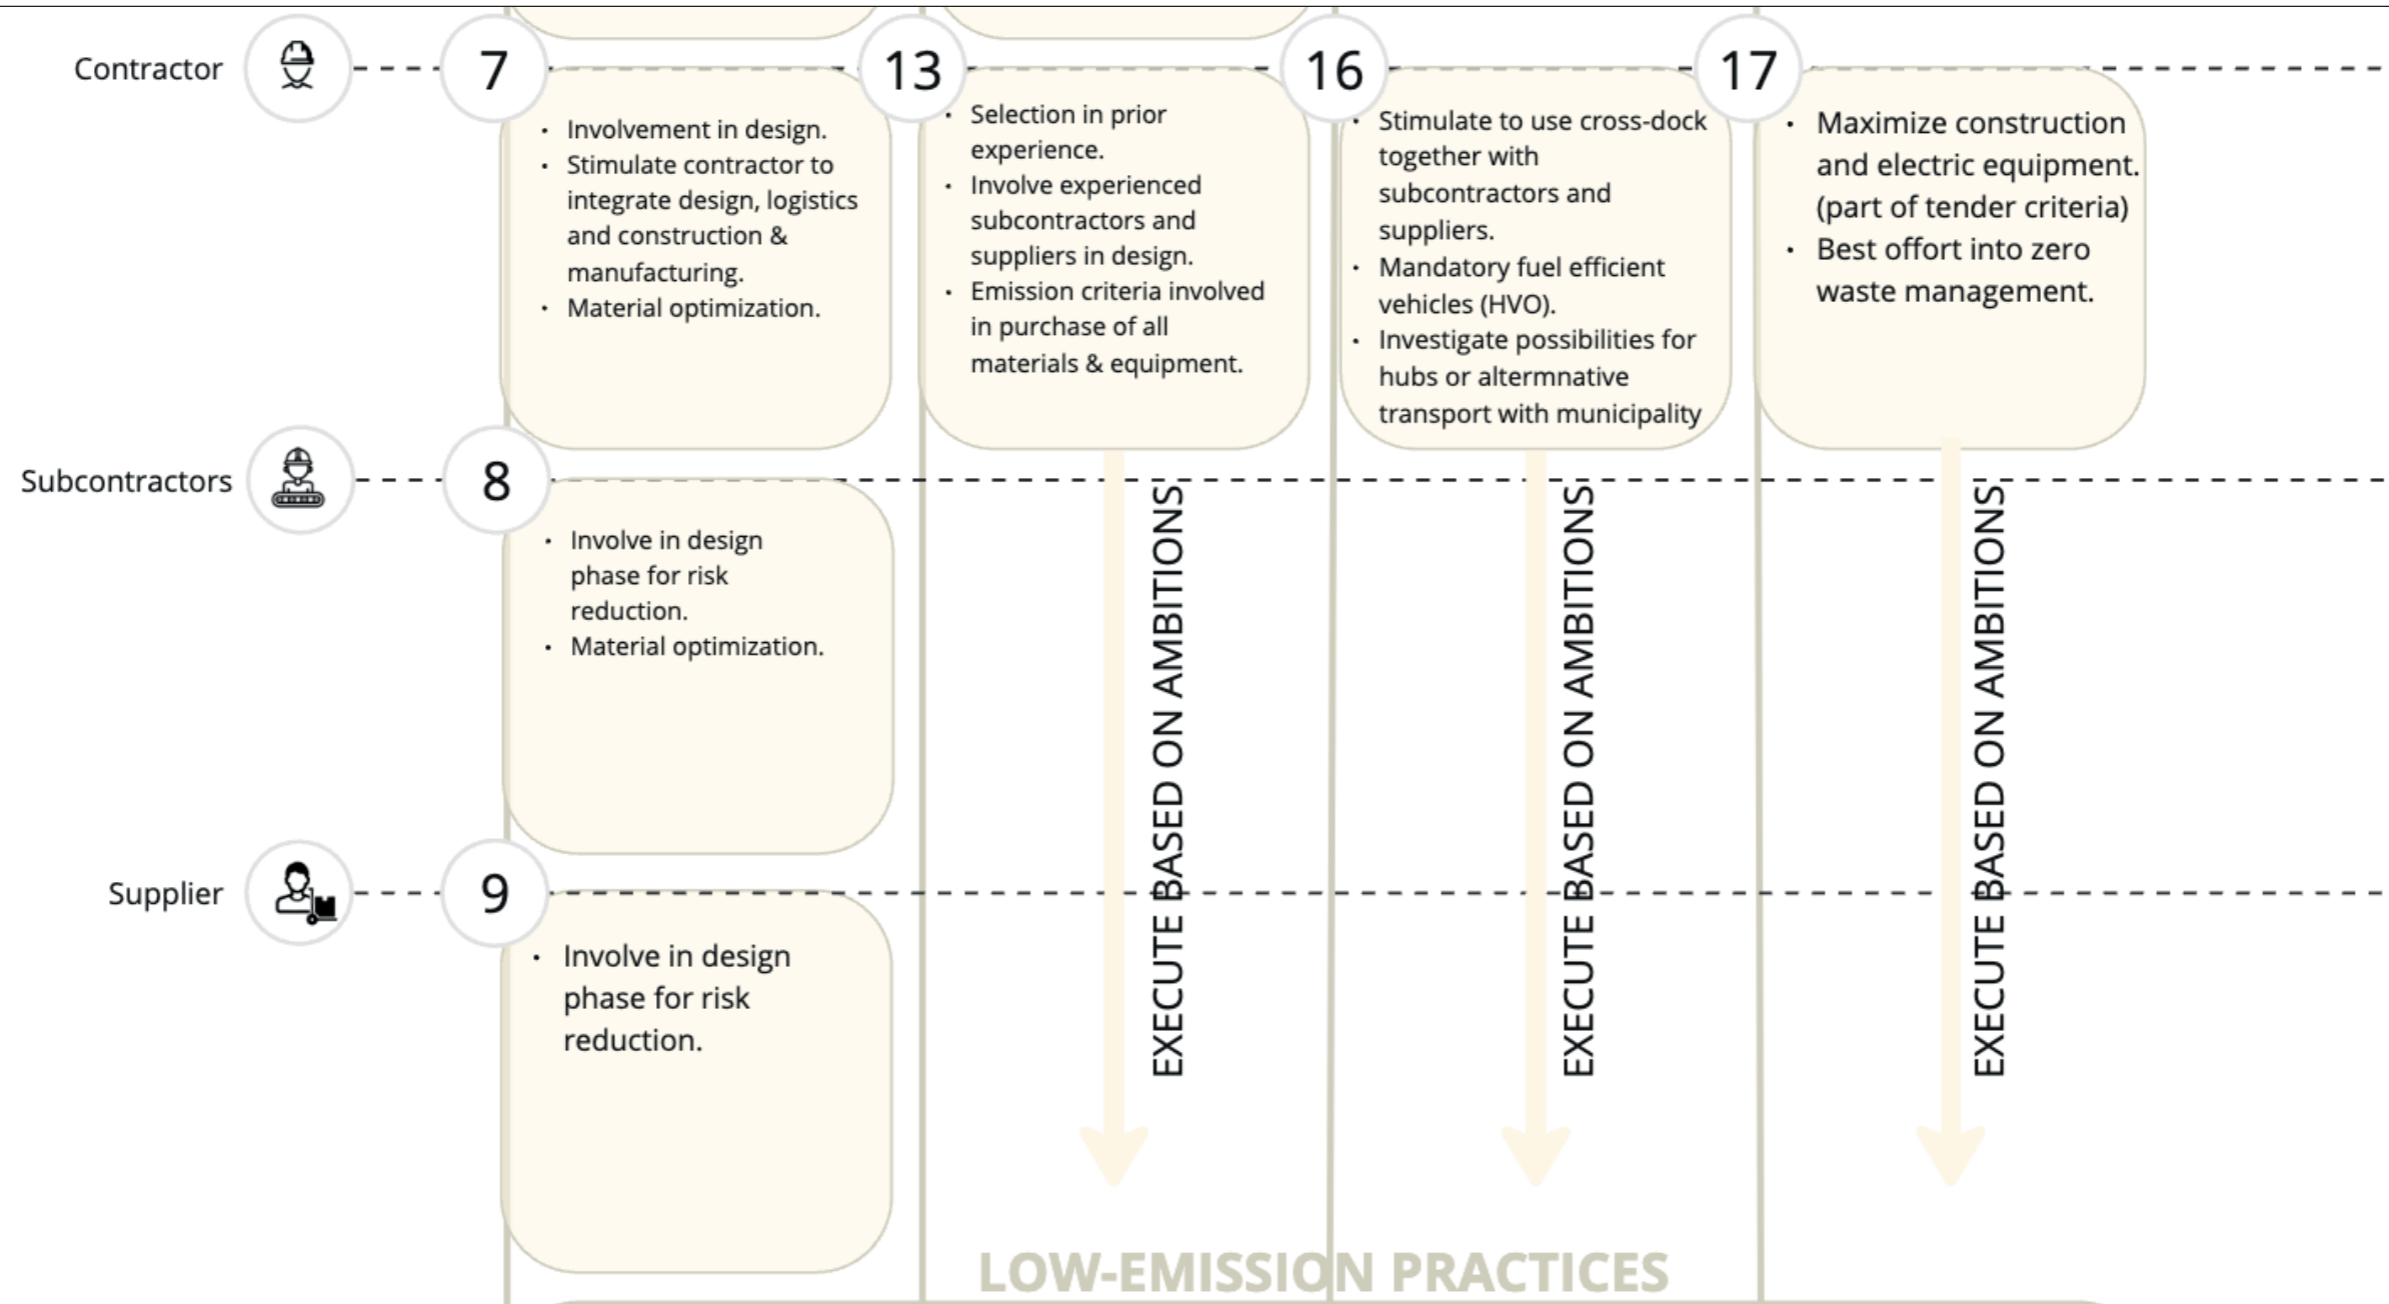 Contractor
7
• Involvement in design.
• Stimulate contractor to
integrate design, logistics
and construction &
manufacturing.
• Material optimization.
13
• Selection in prior
experience.
• Involve experienced
subcontractors and
suppliers in design.
• Emission criteria involved
in purchase of all
materials & equipment.
16
• Stimulate to use cross-dock
together with
subcontractors and
suppliers.
• Mandatory fuel efficient
vehicles (HVO).
• Investigate possibilities for
hubs or altermnative
transport with municipality
17
• Maximize construction
and electric equipment.
(part of tender criteria)
• Best effort into zero
waste management.
Subcontractors
8
• Involve in design
phase for risk
reduction.
• Material optimization.
EXECUTE BASED ON AMBITIONS
EXECUTE BASED ON AMBITIONS
EXECUTE BASED ON AMBITIONS
Supplier
9
• Involve in design
phase for risk
reduction.
LOW-EMISSION PRACTICES